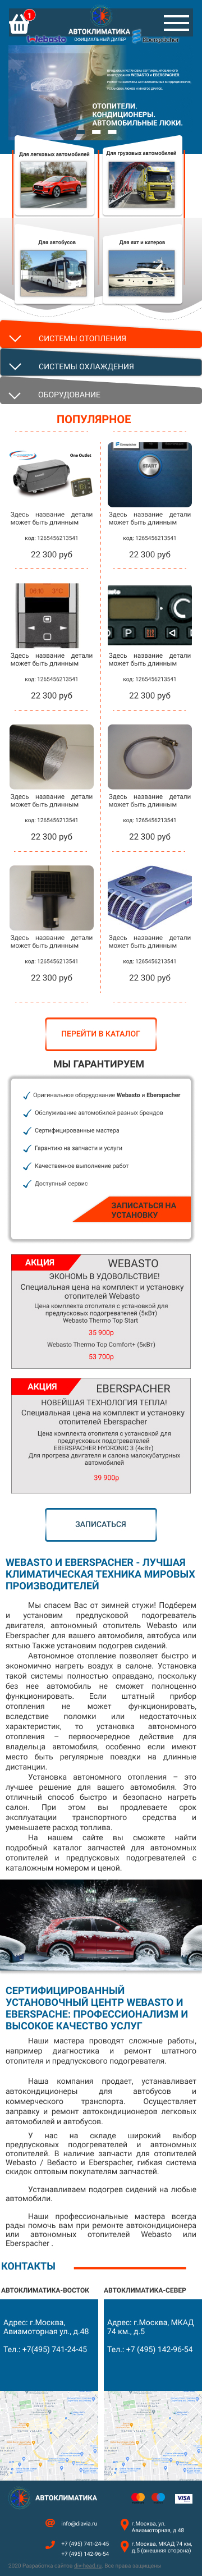 1
АВТОКЛИМАТИКА
Webasto
ОФИЦИАЛЬНЫЙ ДИЛЕР
Eberspächer
ОТОПИТЕЛИ.
КОНДИЦИОНЕРЫ.
АВТОМОБИЛЬНЫЕ ЛЮКИ.
Для легковых автомобилей
Для грузовых автомобилей
Для автобусов
Для яхт и катеров
СИСТЕМЫ ОТОПЛЕНИЯ
СИСТЕМЫ ОХЛАЖДЕНИЯ
ОБОРУДОВАНИЕ
ПОПУЛЯРНОЕ
One Outlet
START
Здесь название детали может быть длинным
Здесь название детали может быть длинным
код: 1265456213541
код: 1265456213541
22 300 руб
22 300 руб
Здесь название детали может быть длинным
Здесь название детали может быть длинным
код: 1265456213541
код: 1265456213541
22 300 руб
22 300 руб
Здесь название детали может быть длинным
Здесь название детали может быть длинным
код: 1265456213541
код: 1265456213541
22 300 руб
22 300 руб
Здесь название детали может быть длинным
Здесь название детали может быть длинным
код: 1265456213541
код: 1265456213541
22 300 руб
22 300 руб
ПЕРЕЙТИ В КАТАЛОГ
МЫ ГАРАНТИРУЕМ
Оригинальное оборудование Webasto и Eberspacher
Обслуживание автомобилей разных брендов
Сертифицированные мастера
Гарантию на запчасти и услуги
Качественное выполнение работ
Доступный сервис
ЗАПИСАТЬСЯ НА
УСТАНОВКУ
АКЦИЯ
WEBASTO
ЭКОНОМЬ В УДОВОЛЬСТВИЕ!
Специальная цена на комплект и установку
отопителей Webasto
Цена комплекта отопителя с установкой для
предпусковых подогревателей (5кВт)
Webasto Thermo Top Start
35 900р
Webasto Thermo Top Comfort+ (5кВт)
53 700р
АКЦИЯ
EBERSPACHER
НОВЕЙШАЯ ТЕХНОЛОГИЯ ТЕПЛА!
Специальная цена на комплект и установку
отопителей Eberspacher
Цена комплекта отопителя с установкой для
предпусковых подогревателей
EBERSPACHER HYDRONIC 3 (4кВт)
Для прогрева двигателя и салона малокубатурных
автомобилей
39 900р
ЗАПИСАТЬСЯ
WEBASTO И EBERSPACHER - ЛУЧШАЯ
КЛИМАТИЧЕСКАЯ ТЕХНИКА МИРОВЫХ
ПРОИЗВОДИТЕЛЕЙ
Мы спасем Вас от зимней стужи! Подберем
и установим предпусковой подогреватель
двигателя, автономный отопитель Webasto или
Eberspacher для вашего автомобиля, автобуса или
яхты Также установим подогрев сидений.
Автономное отопление позволяет быстро и
экономично нагреть воздух в салоне. Установка
такой системы полностью оправдано, поскольку
без нее автомобиль не сможет полноценно
функционировать. Если штатный прибор
отопления не может функционировать,
вследствие поломки или недостаточных
характеристик, то установка автономного
отопления – первоочередное действие для
владельца автомобиля, особенно если имеют
место быть регулярные поездки на длинные
дистанции.
Установка автономного отопления – это
лучшее решение для вашего автомобиля. Это
отличный способ быстро и безопасно нагреть
салон. При этом вы продлеваете срок
эксплуатации транспортного средства и
уменьшаете расход топлива.
На нашем сайте вы сможете найти
подробный каталог запчастей для автономных
отопителей и предпусковых подогревателей с
каталожным номером и ценой.
СЕРТИФИЦИРОВАННЫЙ
УСТАНОВОЧНЫЙ ЦЕНТР WEBASTO И
EBERSPACHE: ПРОФЕССИОНАЛИЗМ И
ВЫСОКОЕ КАЧЕСТВО УСЛУГ
Наши мастера проводят сложные работы,
например диагностика и ремонт штатного
отопителя и предпускового подогревателя.
Наша компания продает, устанавливает
автокондиционеры для автобусов и
коммерческого транспорта. Осуществляет
заправку и ремонт автокондиционеров легковых
автомобилей и автобусов.
У нас на складе широкий выбор
предпусковых подогревателей и автономных
отопителей. В наличие запчасти для отопителей
Webasto / Вебасто и Eberspacher, гибкая система
скидок оптовым покупателям запчастей.
Устанавливаем подогрев сидений на любые
автомобили.
Наши профессиональные мастера всегда
рады помочь вам при ремонте автокондиционера
или автономных отопителей Webasto или
Eberspacher .
КОНТАКТЫ
АВТОКЛИМАТИКА-ВОСТОК
АВТОКЛИМАТИКА-СЕВЕР
Адрес: г.Москва,
Авиамоторная ул., д.48
Тел.: +7(495) 741-24-45
Адрес: г.Москва, МКАД
74 км., д.5
Тел.: +7 (495) 142-96-54
АВТОКЛИМАТИКА
VISA
info@diavia.ru
г.Москва, ул.
Авиамоторная, д.48
+7 (495) 741-24-45
+7 (495) 142-96-54
г.Москва, МКАД 74 км,
д.5 (внешняя сторона)